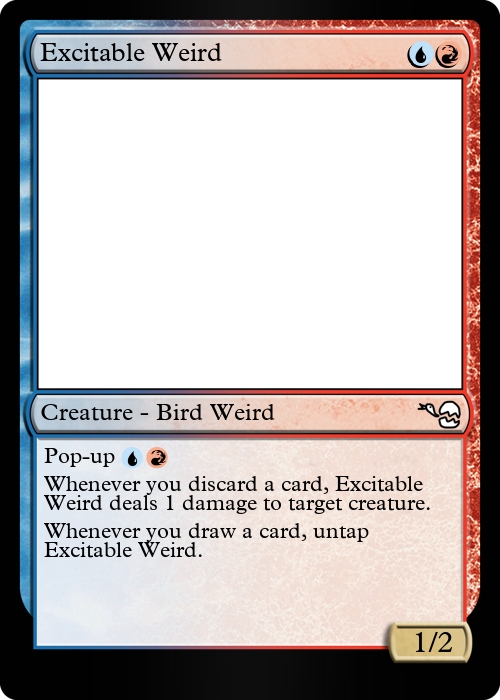 Excitable Weird
Creature - Bird Weird
Pop-up
Whenever you discard a card, Excitable
Weird deals 1 damage to target creature.
Whenever you draw a card, untap
Excitable Weird.
1/2